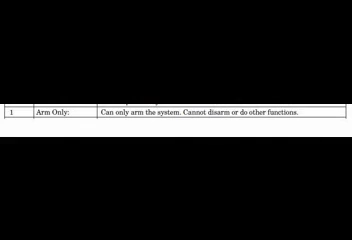 1 Arm Only: Can only arm the system. Cannot disarm or do other functions.